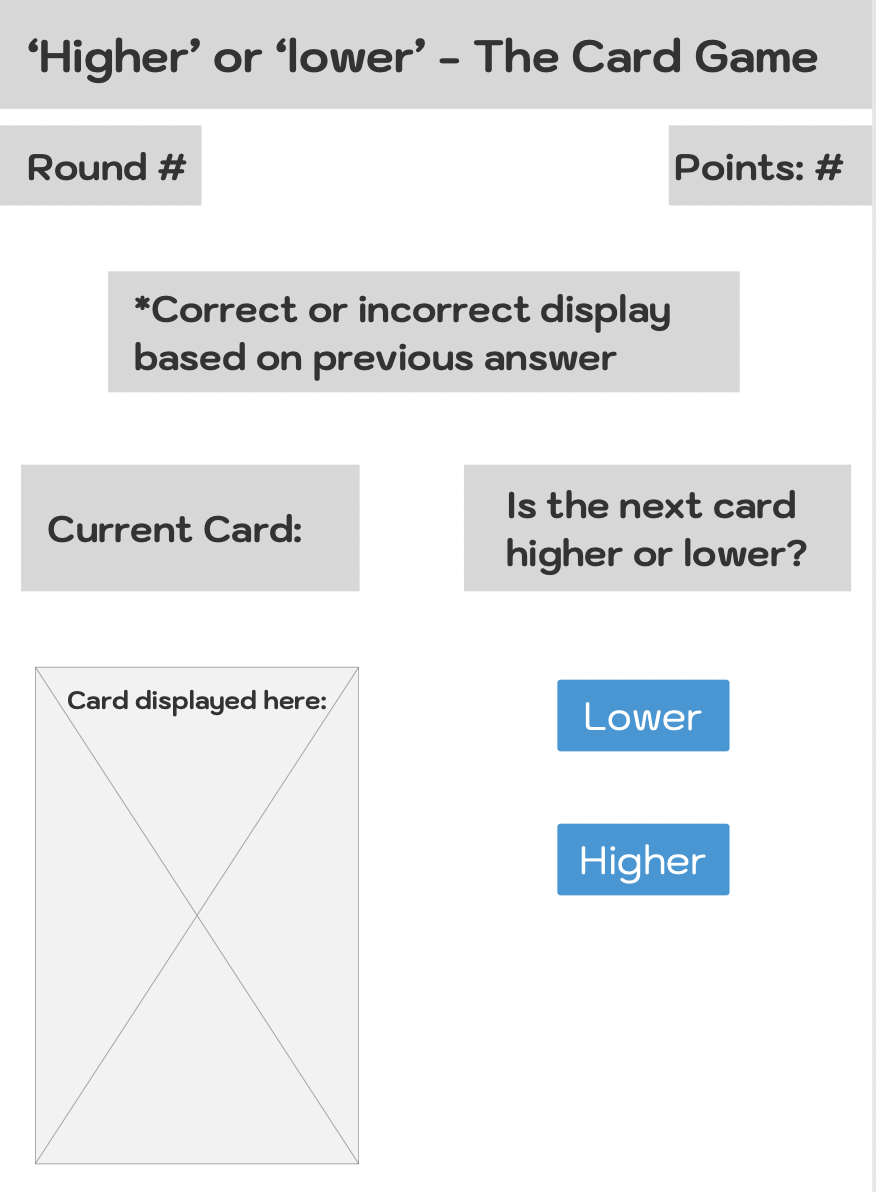 ‘Higher’ or ‘lower’ - The Card Game
Round #
Points: #
*Correct or incorrect display
based on previous answer
Current Card:
Is the next card
higher or lower?
Card displayed here:
Lower
Higher